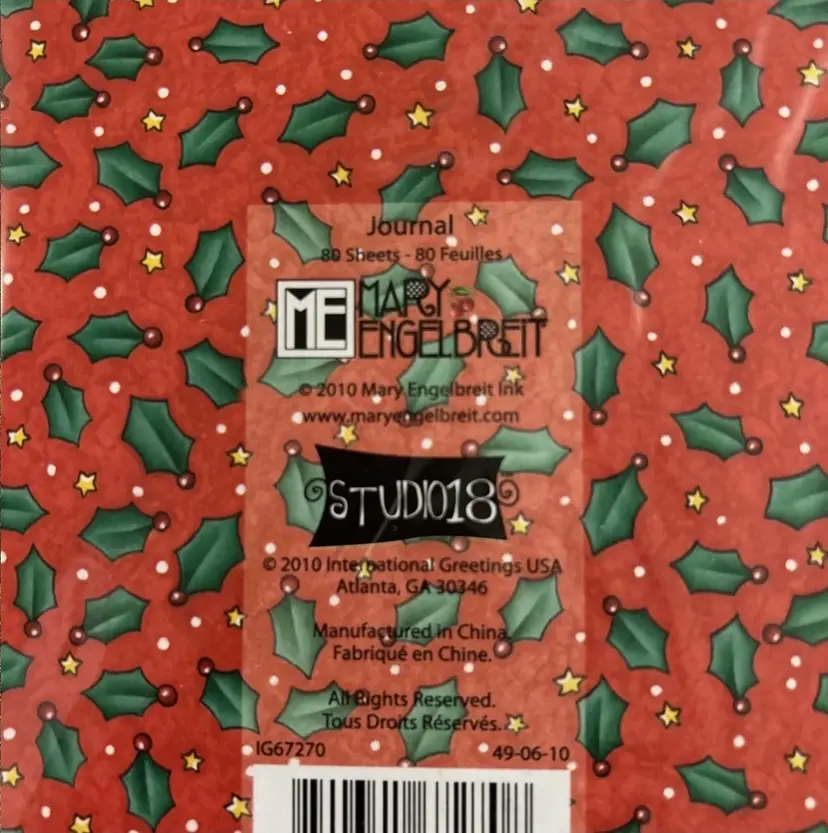 Journal
80 Sheets - 80 Feuilles
ME MARY
ENGELBREIT
© 2010 Mary Engelbreit Ink
www.maryengelbreit.com
STUDIO18
© 2010 International Greetings USA
Atlanta, GA 30346
Manufactured in China.
Fabriqué en Chine.
All Rights Reserved.
Tous Droits Réservés.
IG67270 49-06-10